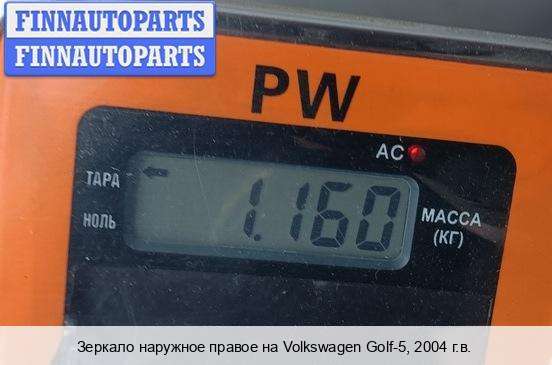 FINNAUTOPARTS
FINNAUTOPARTS
PW
AC
ТАРА
1.160
НОЛЬ
МАССА
(КГ)
Зеркало наружное правое на Volkswagen Golf-5, 2004 г.в.